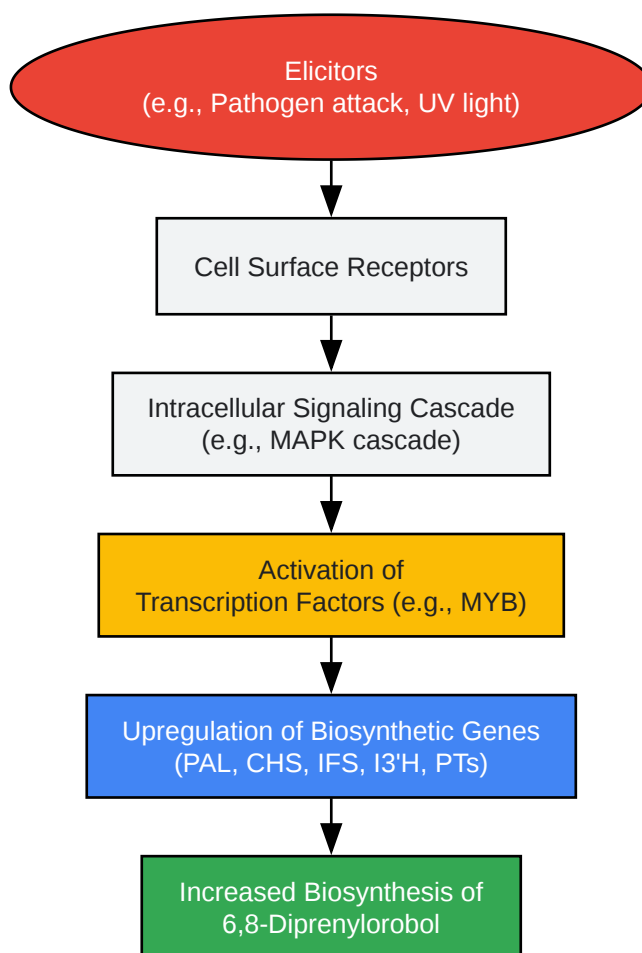 Elicitors
(e.g., Pathogen attack, UV light)
Cell Surface Receptors
Intracellular Signaling Cascade
(e.g., MAPK cascade)
Activation of
Transcription Factors (e.g., MYB)
Upregulation of Biosynthetic Genes
(PAL, CHS, IFS, I3'H, PTs)
Increased Biosynthesis of
6,8-Diprenylorobol